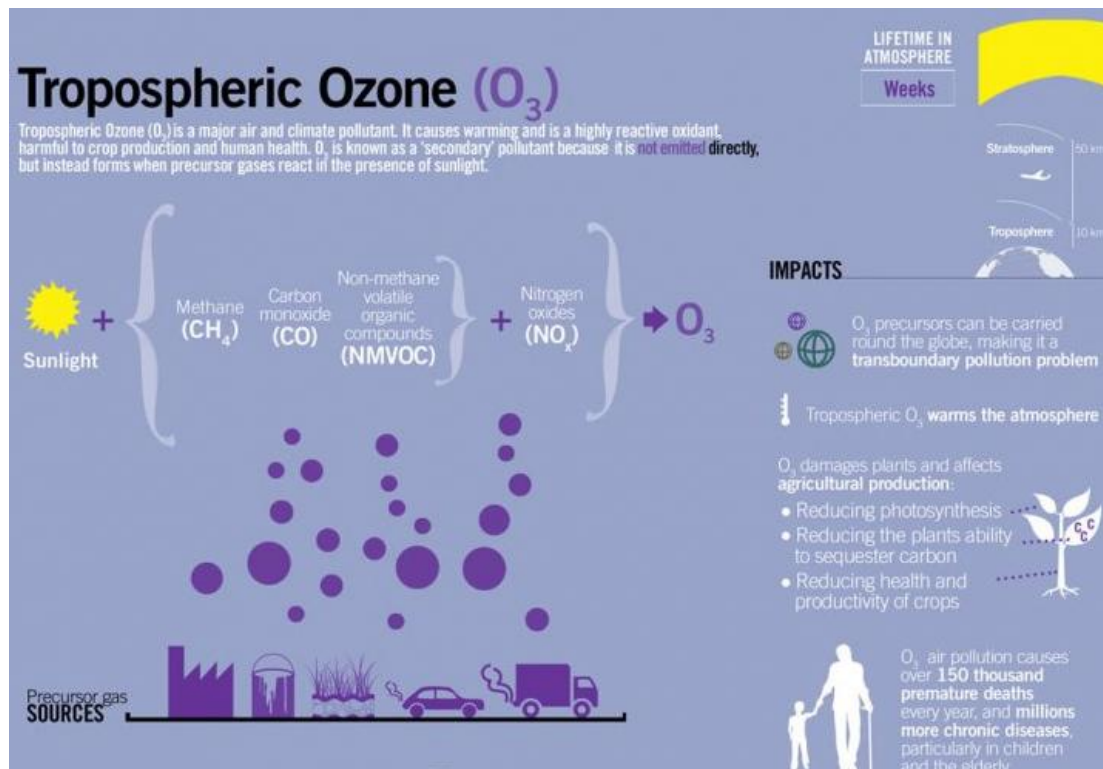 LIFETIME IN
ATMOSPHERE
Weeks
Tropospheric Ozone (O₃)
Tropospheric Ozone (O₃) is a major air and climate pollutant. It causes warming and is a highly reactive oxidant,
harmful to crop production and human health. O₃ is known as a 'secondary' pollutant because it is not emitted directly,
but instead forms when precursor gases react in the presence of sunlight.
Stratosphere
50 km
Troposphere
10 km
Sunlight
+
Methane
(CH₄)
Carbon
monoxide
(CO)
Non-methane
volatile
organic
compounds
(NMVOC)
+
Nitrogen
oxides
(NOₓ)
O₃
IMPACTS
O₃ precursors can be carried
round the globe, making it a
transboundary pollution problem
Tropospheric O₃ warms the atmosphere
O₃ damages plants and affects
agricultural production:
• Reducing photosynthesis
• Reducing the plants ability
to sequester carbon
• Reducing health and
productivity of crops
C C
C
O₃ air pollution causes
over 150 thousand
premature deaths
every year, and millions
more chronic diseases,
particularly in children
and the elderly
Precursor gas
SOURCES